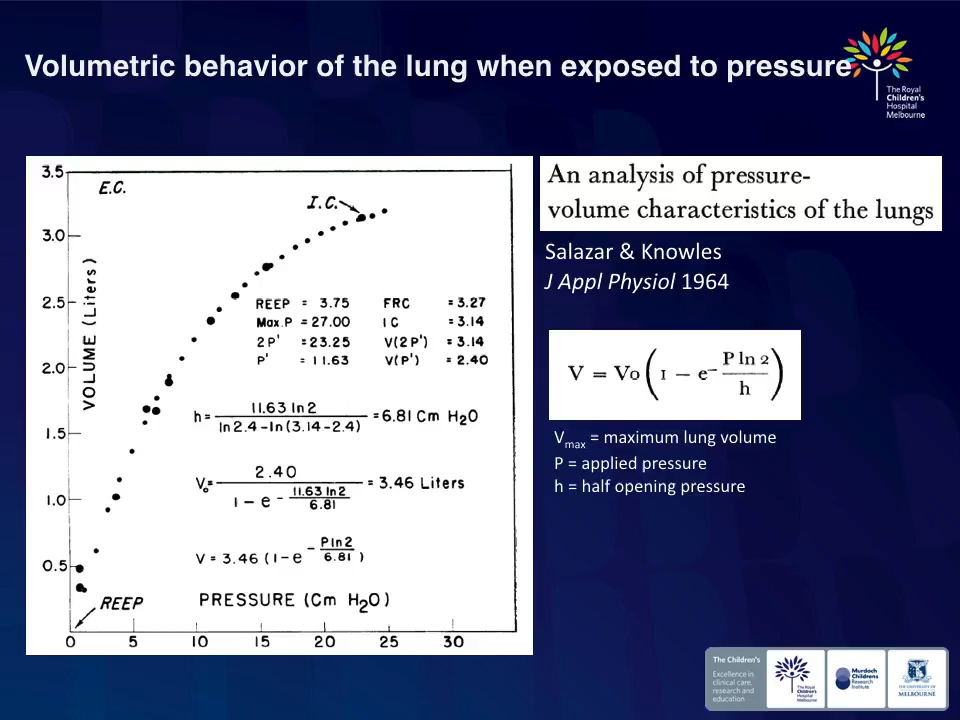 Volumetric behavior of the lung when exposed to pressure
The Royal
Children's
Hospital
Melbourne
3.5
E.C.
I.C.
3.0
2.5
2.0
1.5
1.0
0.5
VOLUME (Liters)
REEP = 3.75 FRC = 3.27
Max.P = 27.00 IC = 3.14
2P' = 23.25 V(2P') = 3.14
P' = 11.63 V(P') = 2.40
h = 11.63 ln2 / ln2.4-ln(3.14-2.4) = 6.81 Cm H2O
Vo = 2.40 / 1 - e - 11.63 ln2 / 6.81 = 3.46 Liters
V = 3.46 (1-e - Pln2 / 6.81 )
REEP
PRESSURE (Cm H2O)
0 5 10 15 20 25 30
An analysis of pressure-
volume characteristics of the lungs
Salazar & Knowles
J Appl Physiol 1964
V = Vo ( 1 - e- P ln 2 / h )
Vmax = maximum lung volume
P = applied pressure
h = half opening pressure
The Children's
Excellence in
clinical care,
research and
education
The Royal
Children's
Hospital
Melbourne
Murdoch
Childrens
Research
Institute
THE UNIVERSITY OF
MELBOURNE